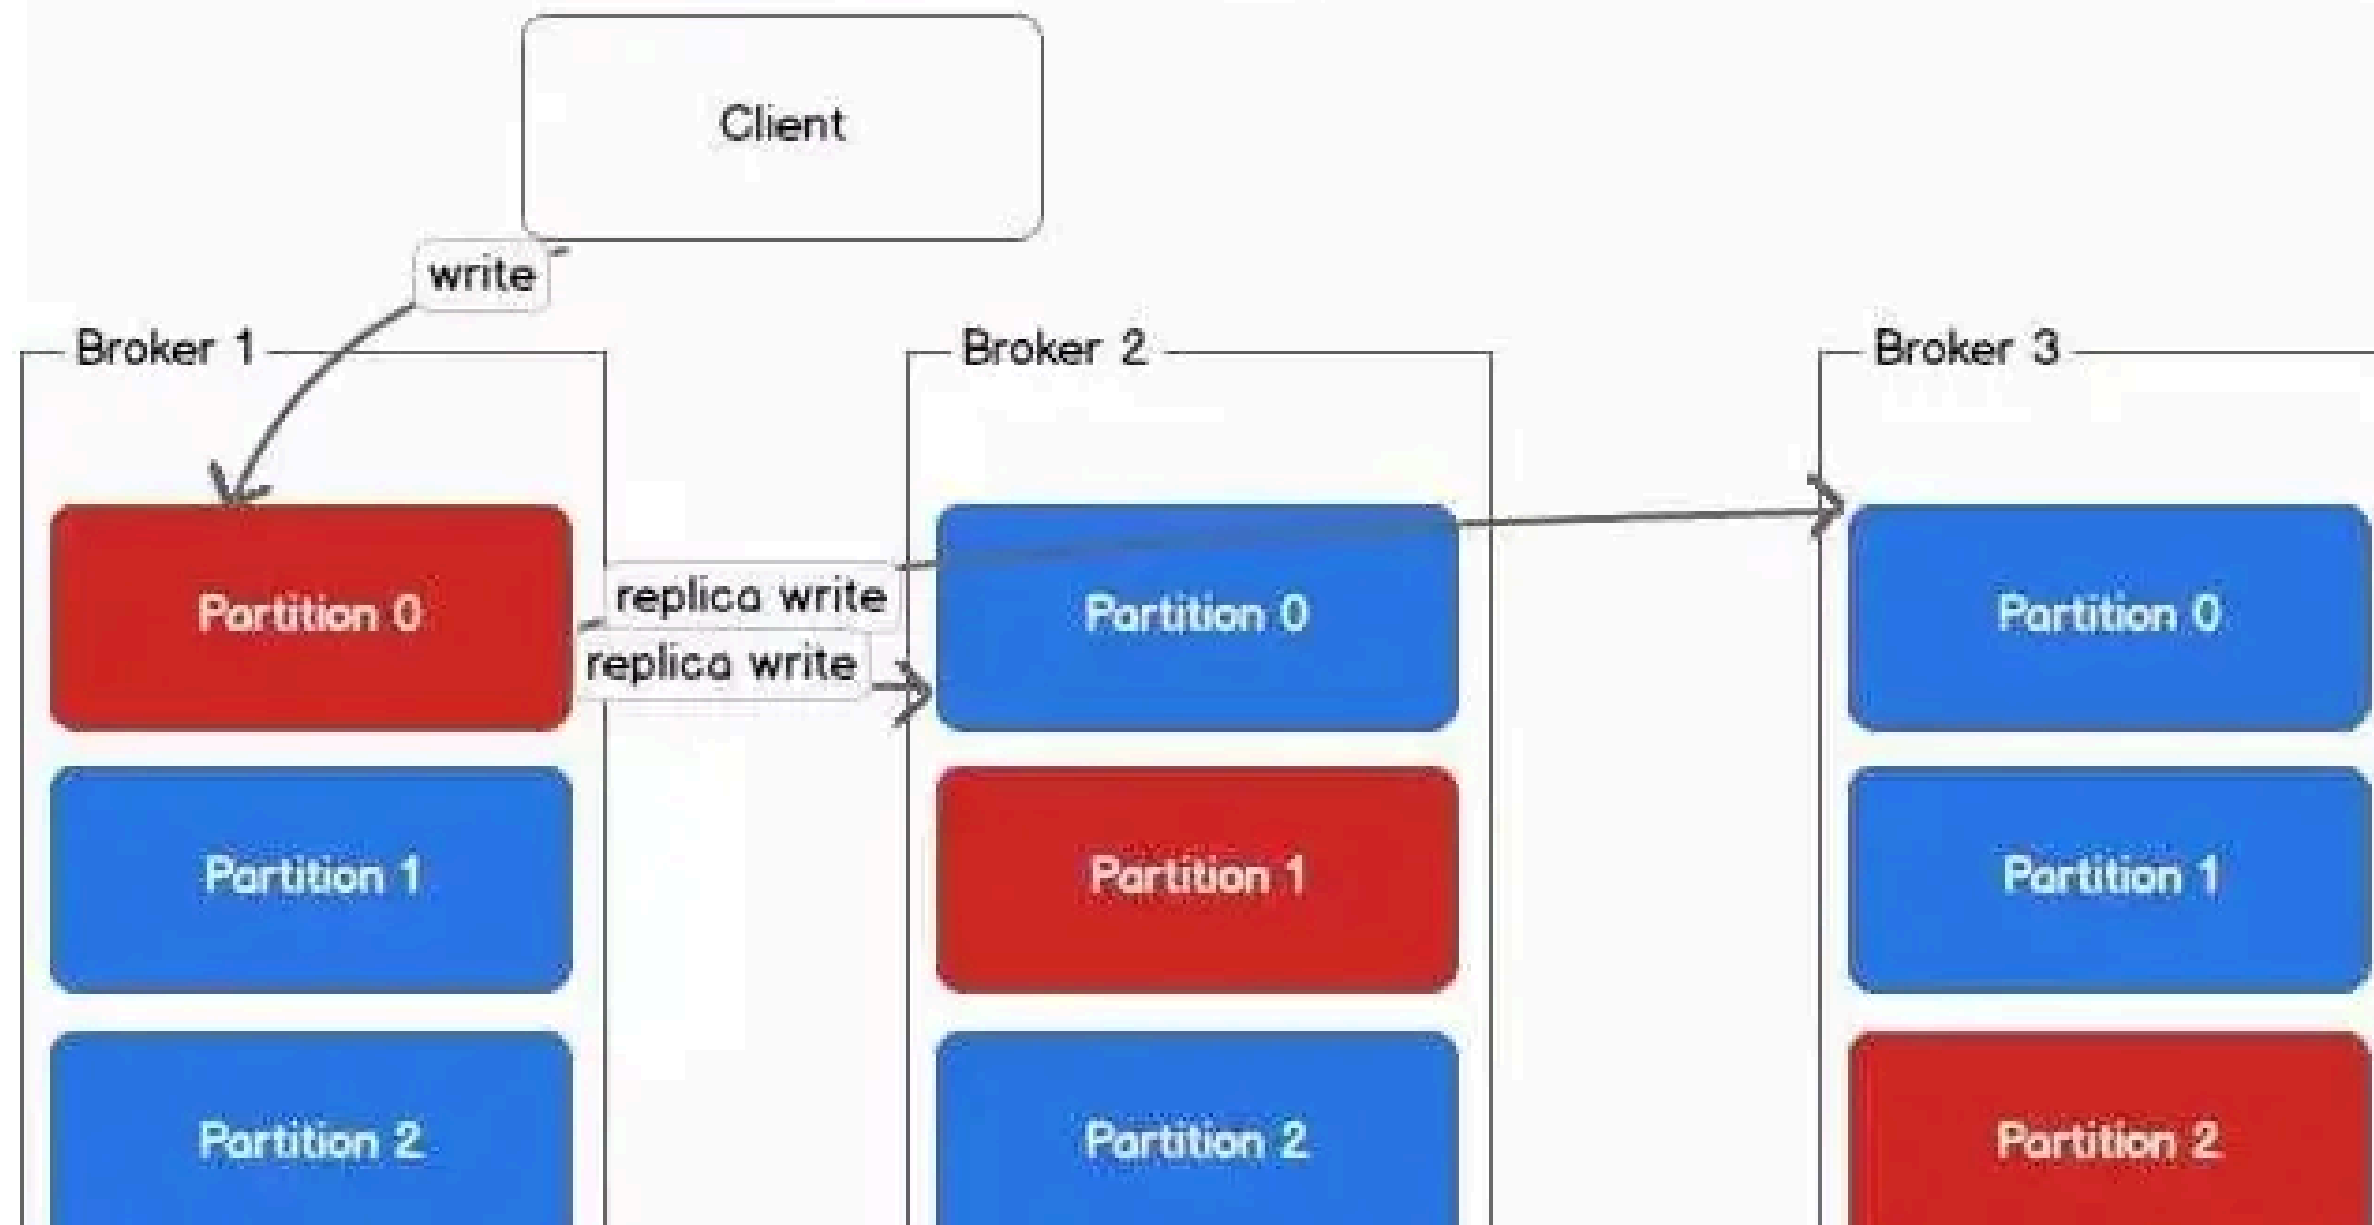 Client
write
Broker 1
Broker 2
Broker 3
replica write
replica write
Partition 0
Partition 0
Partition 0
Partition 1
Partition 1
Partition 1
Partition 2
Partition 2
Partition 2